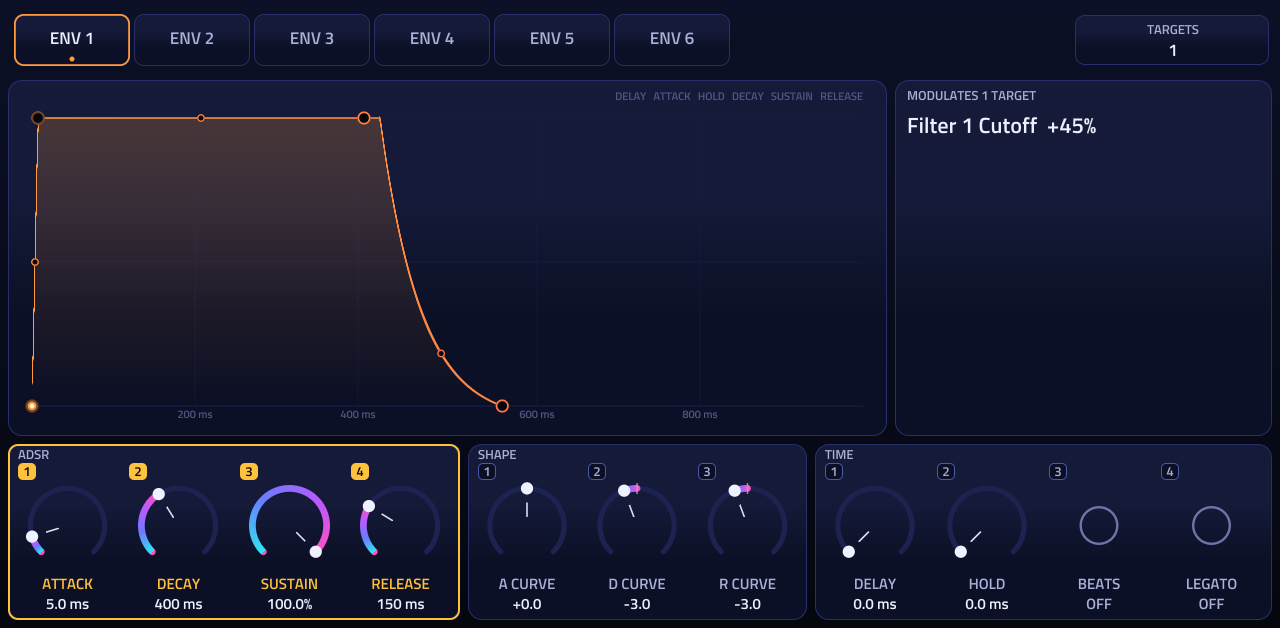 ENV 1 ENV 2 ENV 3 ENV 4 ENV 5 ENV 6
TARGETS
1
DELAY ATTACK HOLD DECAY SUSTAIN RELEASE
200 ms 400 ms 600 ms 800 ms
MODULATES 1 TARGET
Filter 1 Cutoff +45%
ADSR
1 2 3 4
ATTACK DECAY SUSTAIN RELEASE
5.0 ms 400 ms 100.0% 150 ms
SHAPE
1 2 3
A CURVE D CURVE R CURVE
+0.0 -3.0 -3.0
TIME
1 2 3 4
DELAY HOLD BEATS LEGATO
0.0 ms 0.0 ms OFF OFF